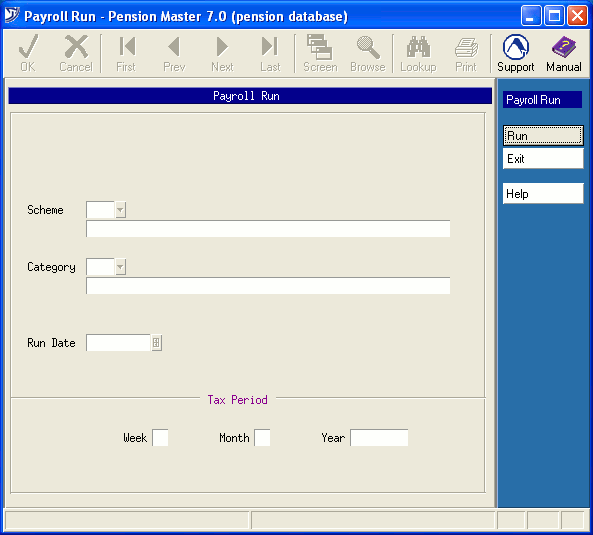 Payroll Run - Pension Master 7.0 (pension database)
OK Cancel First Prev Next Last Screen Browse Lookup Print Support Manual
Payroll Run
Payroll Run
Run
Exit
Help
Scheme
Category
Run Date
Tax Period
Week Month Year